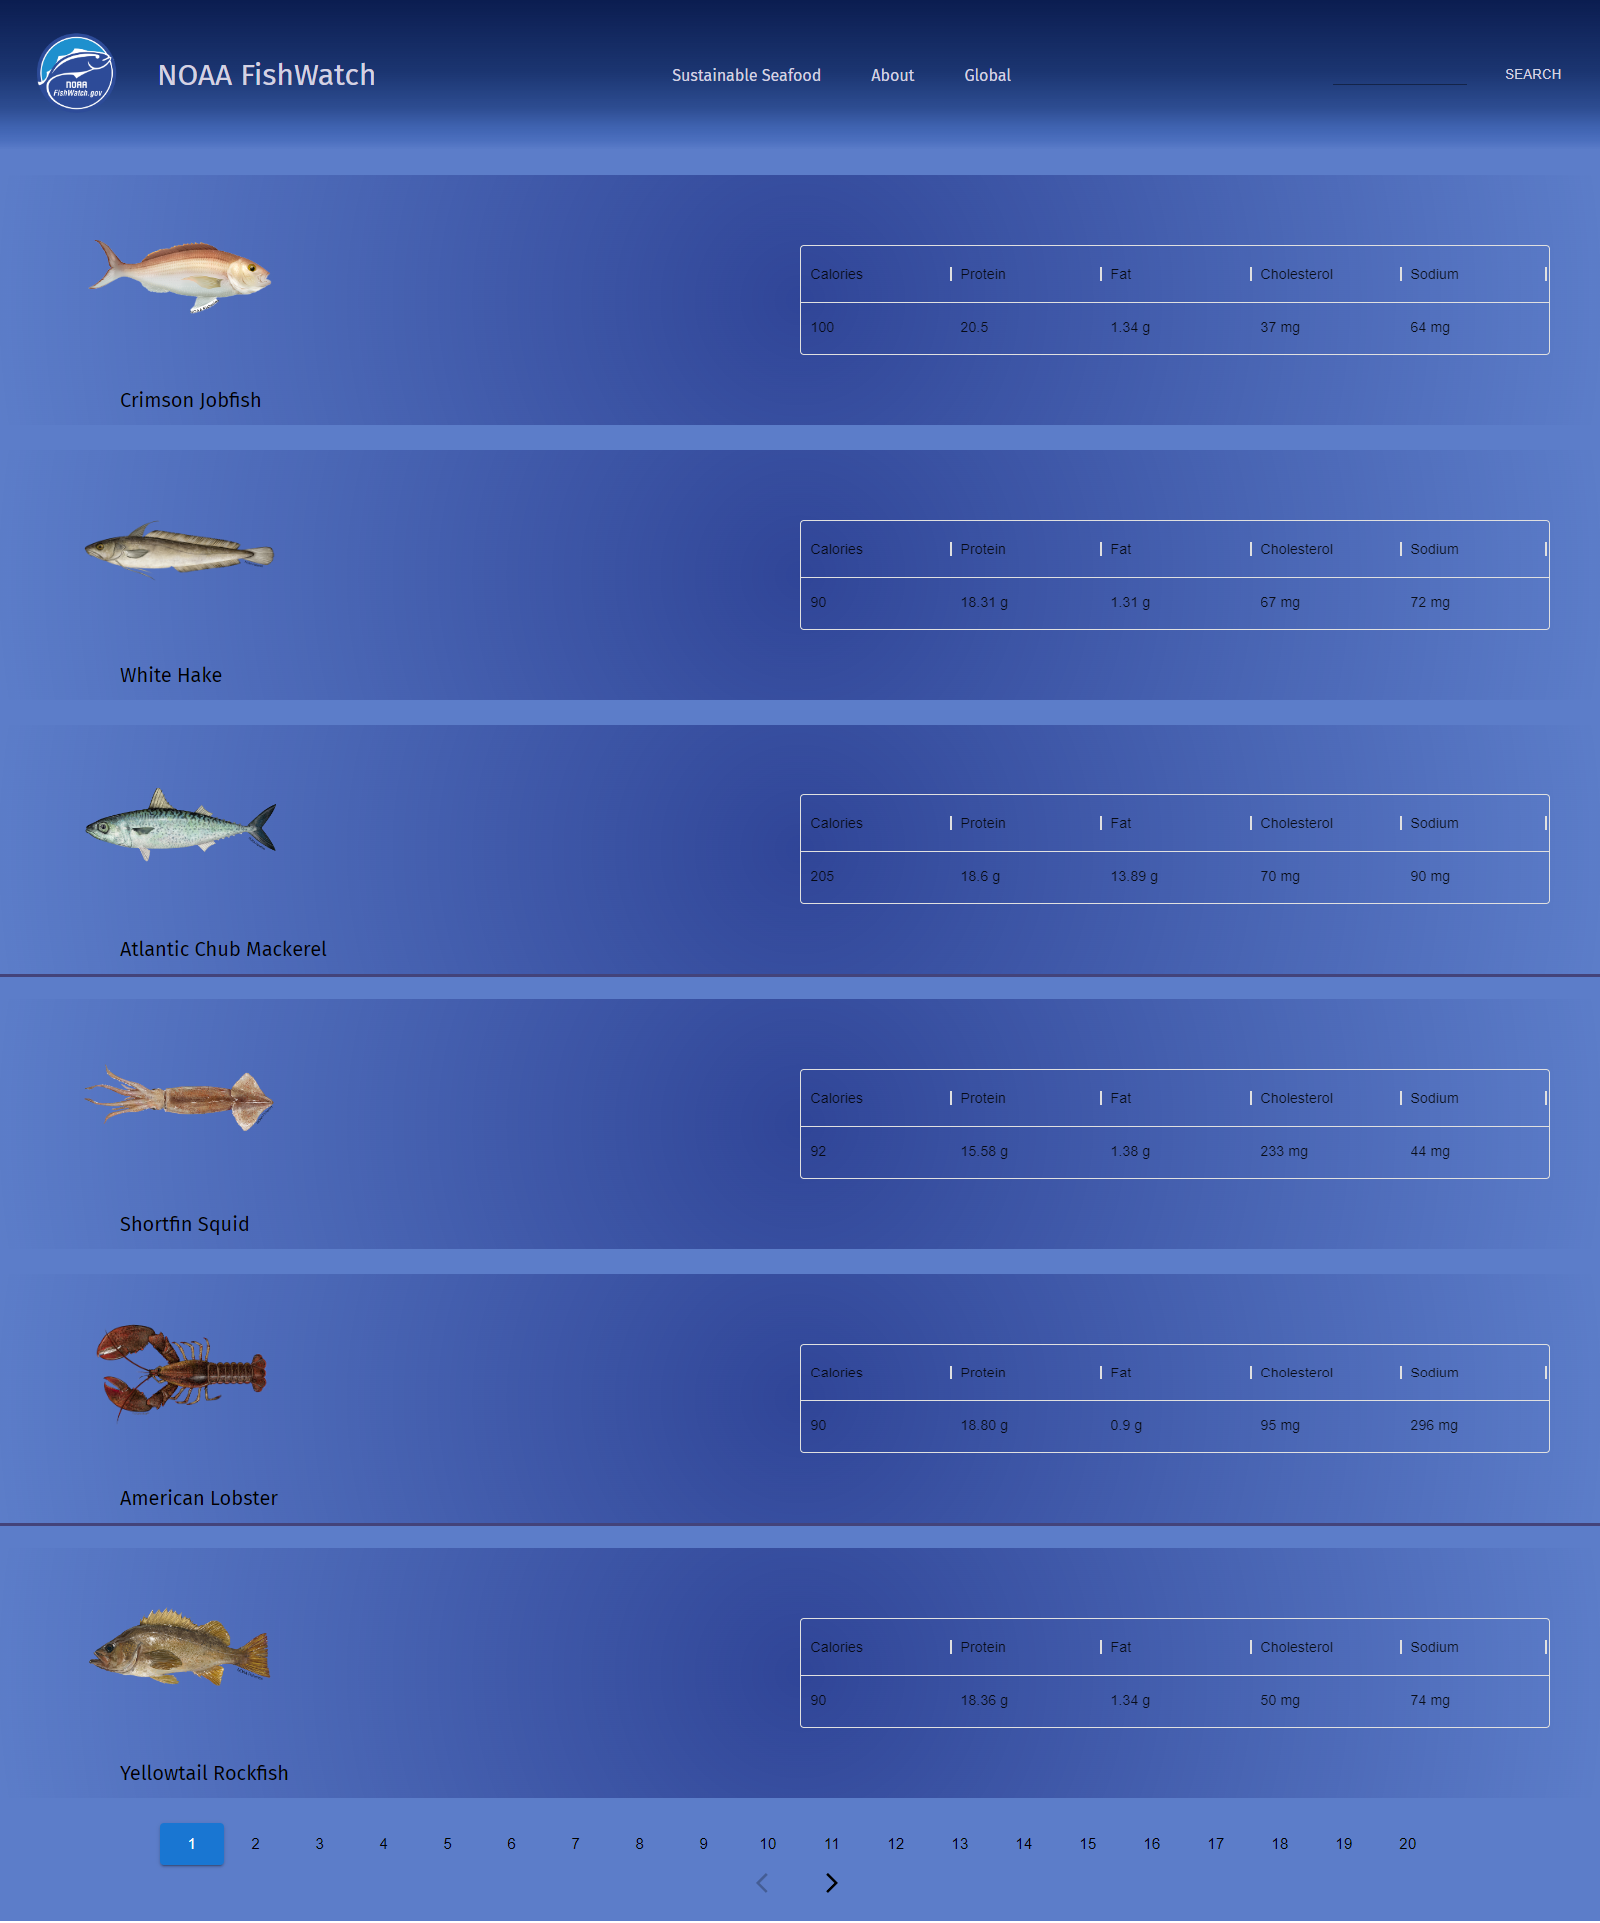 NOAA
FishWatch.gov
NOAA FishWatch
Sustainable Seafood
About
Global
SEARCH
Calories Protein Fat Cholesterol Sodium
100 20.5 1.34 g 37 mg 64 mg
Crimson Jobfish
Calories Protein Fat Cholesterol Sodium
90 18.31 g 1.31 g 67 mg 72 mg
White Hake
Calories Protein Fat Cholesterol Sodium
205 18.6 g 13.89 g 70 mg 90 mg
Atlantic Chub Mackerel
Calories Protein Fat Cholesterol Sodium
92 15.58 g 1.38 g 233 mg 44 mg
Shortfin Squid
Calories Protein Fat Cholesterol Sodium
90 18.80 g 0.9 g 95 mg 296 mg
American Lobster
Calories Protein Fat Cholesterol Sodium
90 18.36 g 1.34 g 50 mg 74 mg
Yellowtail Rockfish
1 2 3 4 5 6 7 8 9 10 11 12 13 14 15 16 17 18 19 20